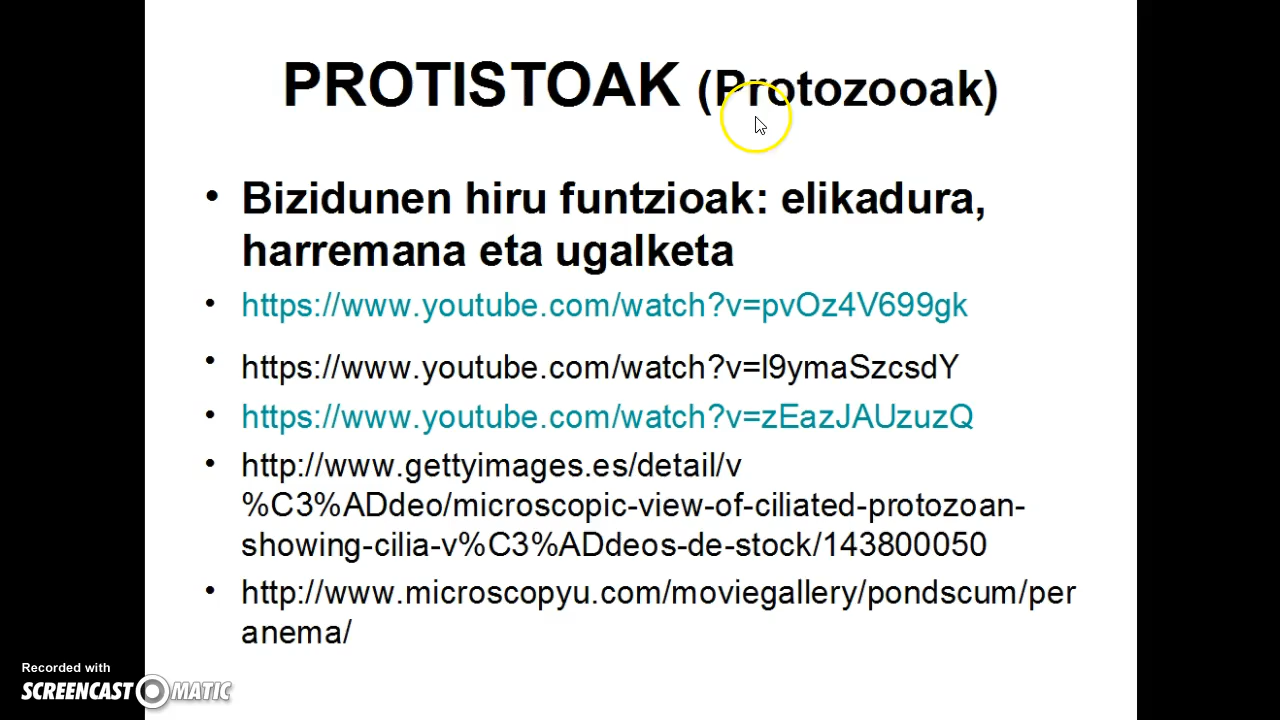 PROTISTOAK (Protozooak)
• Bizidunen hiru funtzioak: elikadura,
harremana eta ugalketa
• https://www.youtube.com/watch?v=pvOz4V699gk
• https://www.youtube.com/watch?v=l9ymaSzcsdY
• https://www.youtube.com/watch?v=zEazJAUzuzQ
• http://www.gettyimages.es/detail/v
%C3%ADdeo/microscopic-view-of-ciliated-protozoan-
showing-cilia-v%C3%ADdeos-de-stock/143800050
• http://www.microscopyu.com/moviegallery/pondscum/per
anema/
Recorded with
SCREENCAST MATIC